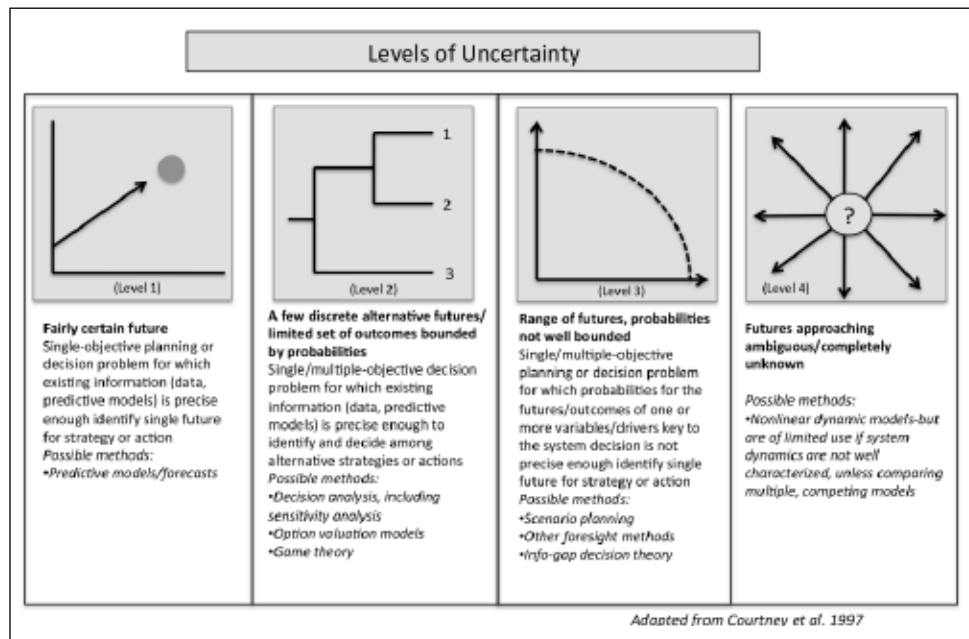 Levels of Uncertainty
(Level 1)
Fairly certain future
Single-objective planning or
decision problem for which
existing information (data,
predictive models) is precise
enough identify single future
for strategy or action
Possible methods:
•Predictive models/forecasts
1
2
3
(Level 2)
A few discrete alternative futures/
limited set of outcomes bounded
by probabilities
Single/multiple-objective decision
problem for which existing
information (data, predictive
models) is precise enough to
identify and decide among
alternative strategies or actions
Possible methods:
•Decision analysis, including
sensitivity analysis
•Option valuation models
•Game theory
(Level 3)
Range of futures, probabilities
not well bounded
Single/multiple-objective
planning or decision problem
for which probabilities for the
futures/outcomes of one or
more variables/drivers key to
the system decision is not
precise enough identify single
future for strategy or action
Possible methods:
•Scenario planning
•Other foresight methods
•Info-gap decision theory
?
(Level 4)
Futures approaching
ambiguous/completely
unknown
Possible methods:
•Nonlinear dynamic models-but
are of limited use if system
dynamics are not well
characterized, unless comparing
multiple, competing models
Adapted from Courtney et al. 1997